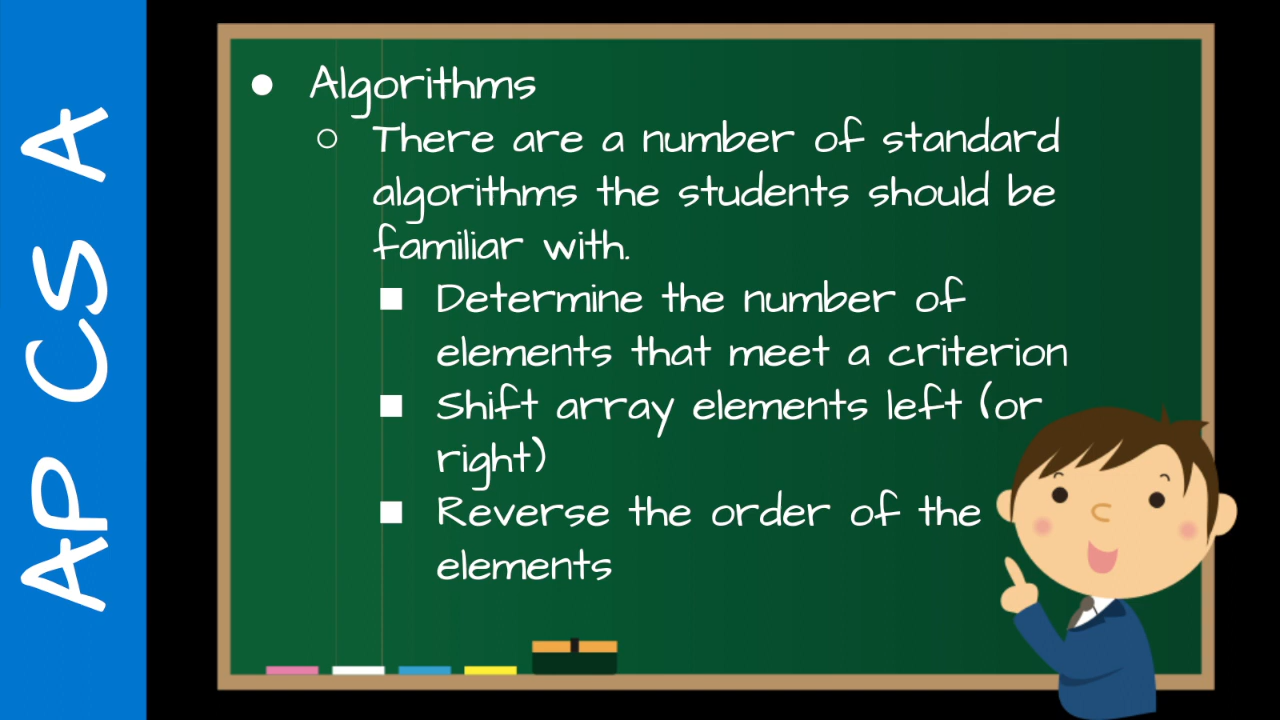 AP CS A
● Algorithms
○ There are a number of standard
algorithms the students should be
familiar with.
■ Determine the number of
elements that meet a criterion
■ Shift array elements left (or
right)
■ Reverse the order of the
elements